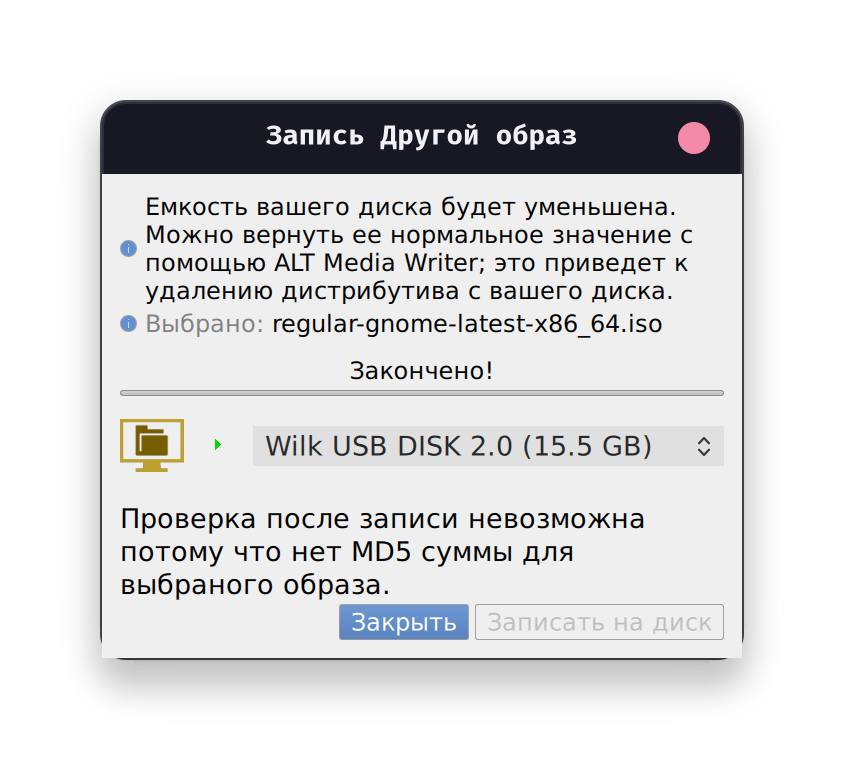 Запись Другой образ
Емкость вашего диска будет уменьшена.
Можно вернуть ее нормальное значение с
помощью ALT Media Writer; это приведет к
удалению дистрибутива с вашего диска.
Выбрано: regular-gnome-latest-x86_64.iso
Закончено!
Wilk USB DISK 2.0 (15.5 GB)
Проверка после записи невозможна
потому что нет MD5 суммы для
выбраного образа.
Закрыть Записать на диск